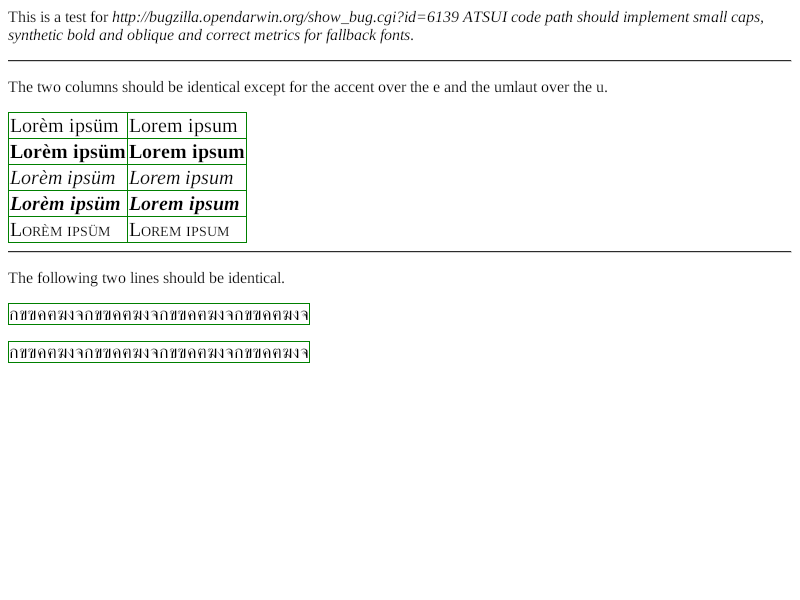 This is a test for http://bugzilla.opendarwin.org/show_bug.cgi?id=6139 ATSUI code path should implement small caps,
synthetic bold and oblique and correct metrics for fallback fonts.
The two columns should be identical except for the accent over the e and the umlaut over the u.
Lorèm ipsüm Lorem ipsum
Lorèm ipsüm Lorem ipsum
Lorèm ipsüm Lorem ipsum
Lorèm ipsüm Lorem ipsum
Lorèm ipsüm Lorem ipsum
The following two lines should be identical.
กขฃคฅฆงจกขฃคฅฆงจกขฃคฅฆงจกขฃคฅฆงจ
กขฃคฅฆงจกขฃคฅฆงจกขฃคฅฆงจกขฃคฅฆงจ